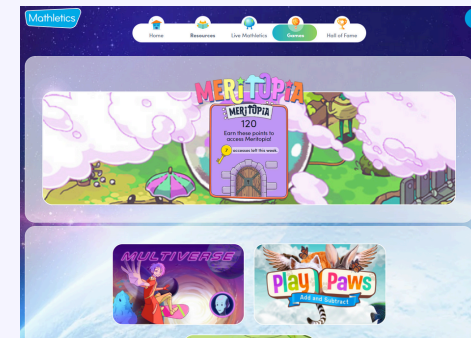 Mathletics
Home Resources Live Mathletics Games Hall of Fame
MERITOPIA
MERITOPIA
120
Earn these points to
access Meritopia!
accesses left this week.
MULTIVERSE
Play Paws
Add and Subtract